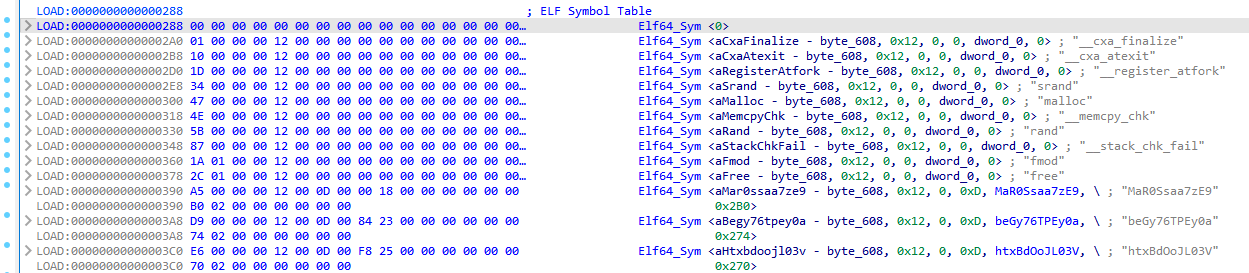 LOAD:0000000000000288 ; ELF Symbol Table
LOAD:0000000000000288 00 00 00 00 00 00 00 00 00 00 00 00 00 00 00 00… Elf64_Sym <0>
LOAD:00000000000002A0 01 00 00 00 12 00 00 00 00 00 00 00 00 00 00 00… Elf64_Sym <aCxaFinalize - byte_608, 0x12, 0, 0, dword_0, 0> ; "__cxa_finalize"
LOAD:00000000000002B8 10 00 00 00 12 00 00 00 00 00 00 00 00 00 00 00… Elf64_Sym <aCxaAtexit - byte_608, 0x12, 0, 0, dword_0, 0> ; "__cxa_atexit"
LOAD:00000000000002D0 1D 00 00 00 12 00 00 00 00 00 00 00 00 00 00 00… Elf64_Sym <aRegisterAtfork - byte_608, 0x12, 0, 0, dword_0, 0> ; "__register_atfork"
LOAD:00000000000002E8 34 00 00 00 12 00 00 00 00 00 00 00 00 00 00 00… Elf64_Sym <aSrand - byte_608, 0x12, 0, 0, dword_0, 0> ; "srand"
LOAD:0000000000000300 47 00 00 00 12 00 00 00 00 00 00 00 00 00 00 00… Elf64_Sym <aMalloc - byte_608, 0x12, 0, 0, dword_0, 0> ; "malloc"
LOAD:0000000000000318 4E 00 00 00 12 00 00 00 00 00 00 00 00 00 00 00… Elf64_Sym <aMemcpyChk - byte_608, 0x12, 0, 0, dword_0, 0> ; "__memcpy_chk"
LOAD:0000000000000330 5B 00 00 00 12 00 00 00 00 00 00 00 00 00 00 00… Elf64_Sym <aRand - byte_608, 0x12, 0, 0, dword_0, 0> ; "rand"
LOAD:0000000000000348 87 00 00 00 12 00 00 00 00 00 00 00 00 00 00 00… Elf64_Sym <aStackChkFail - byte_608, 0x12, 0, 0, dword_0, 0> ; "__stack_chk_fail"
LOAD:0000000000000360 1A 01 00 00 12 00 00 00 00 00 00 00 00 00 00 00… Elf64_Sym <aFmod - byte_608, 0x12, 0, 0, dword_0, 0> ; "fmod"
LOAD:0000000000000378 2C 01 00 00 12 00 00 00 00 00 00 00 00 00 00 00… Elf64_Sym <aFree - byte_608, 0x12, 0, 0, dword_0, 0> ; "free"
LOAD:0000000000000390 A5 00 00 00 12 00 0D 00 00 18 00 00 00 00 00 00 Elf64_Sym <aMar0ssaa7ze9 - byte_608, 0x12, 0, 0xD, MaR0Ssaa7zE9, \ ; "MaR0Ssaa7zE9"
LOAD:0000000000000390 B0 02 00 00 00 00 00 00 0x2B0>
LOAD:00000000000003A8 D9 00 00 00 12 00 0D 00 84 23 00 00 00 00 00 00 Elf64_Sym <aBegy76tpey0a - byte_608, 0x12, 0, 0xD, beGy76TPEy0a, \ ; "beGy76TPEy0a"
LOAD:00000000000003A8 74 02 00 00 00 00 00 00 0x274>
LOAD:00000000000003C0 E6 00 00 00 12 00 0D 00 F8 25 00 00 00 00 00 00 Elf64_Sym <aHtxbdoojl03v - byte_608, 0x12, 0, 0xD, htxBdOoJL03V, \ ; "htxBdOoJL03V"
LOAD:00000000000003C0 70 02 00 00 00 00 00 00 0x270>